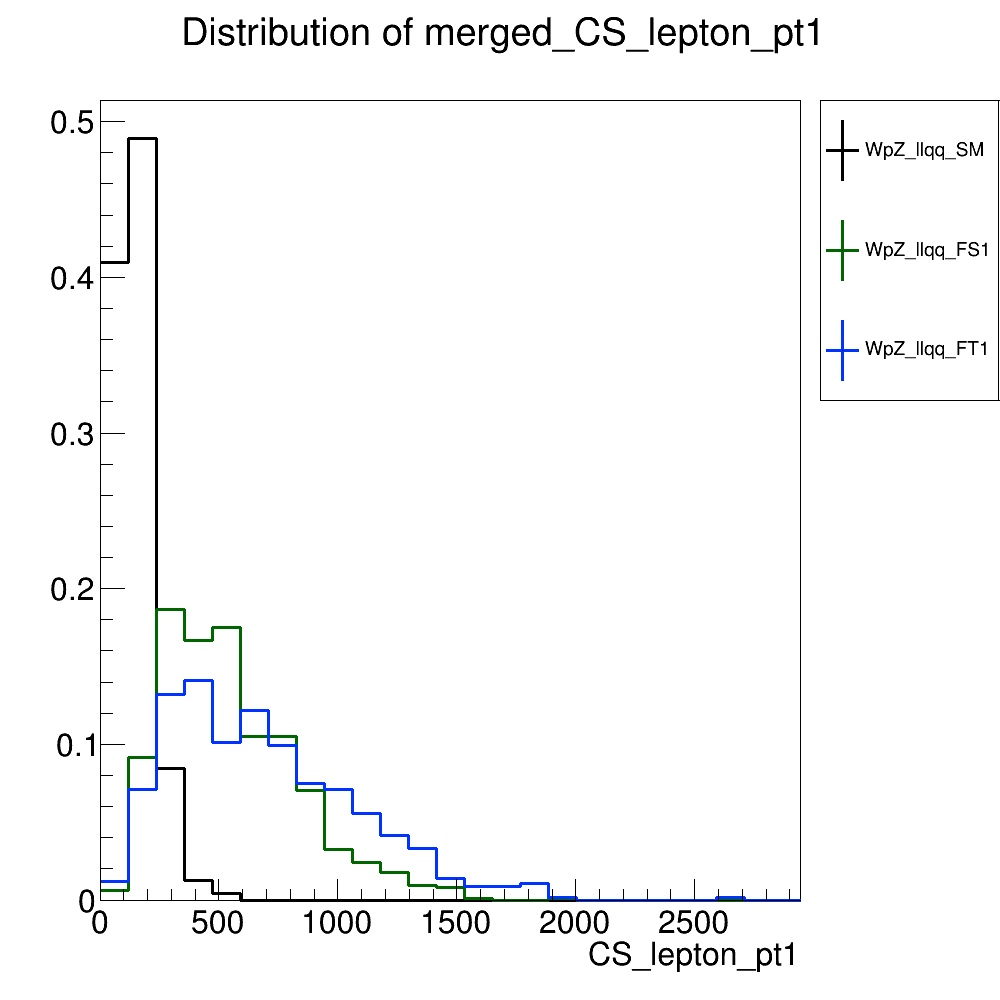 Distribution of merged_CS_lepton_pt1
0.5
0.4
0.3
0.2
0.1
0
0 500 1000 1500 2000 2500
CS_lepton_pt1
WpZ_llqq_SM
WpZ_llqq_FS1
WpZ_llqq_FT1